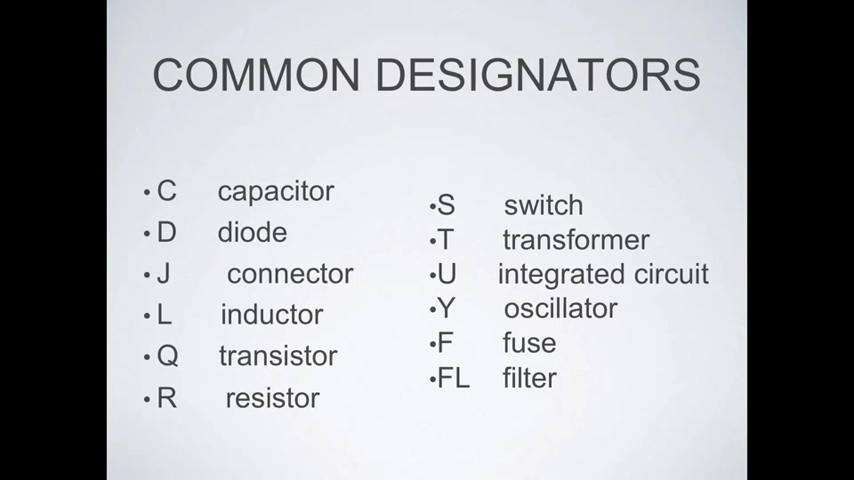 COMMON DESIGNATORS
• C capacitor
• D diode
• J connector
• L inductor
• Q transistor
• R resistor
•S switch
•T transformer
•U integrated circuit
•Y oscillator
•F fuse
•FL filter